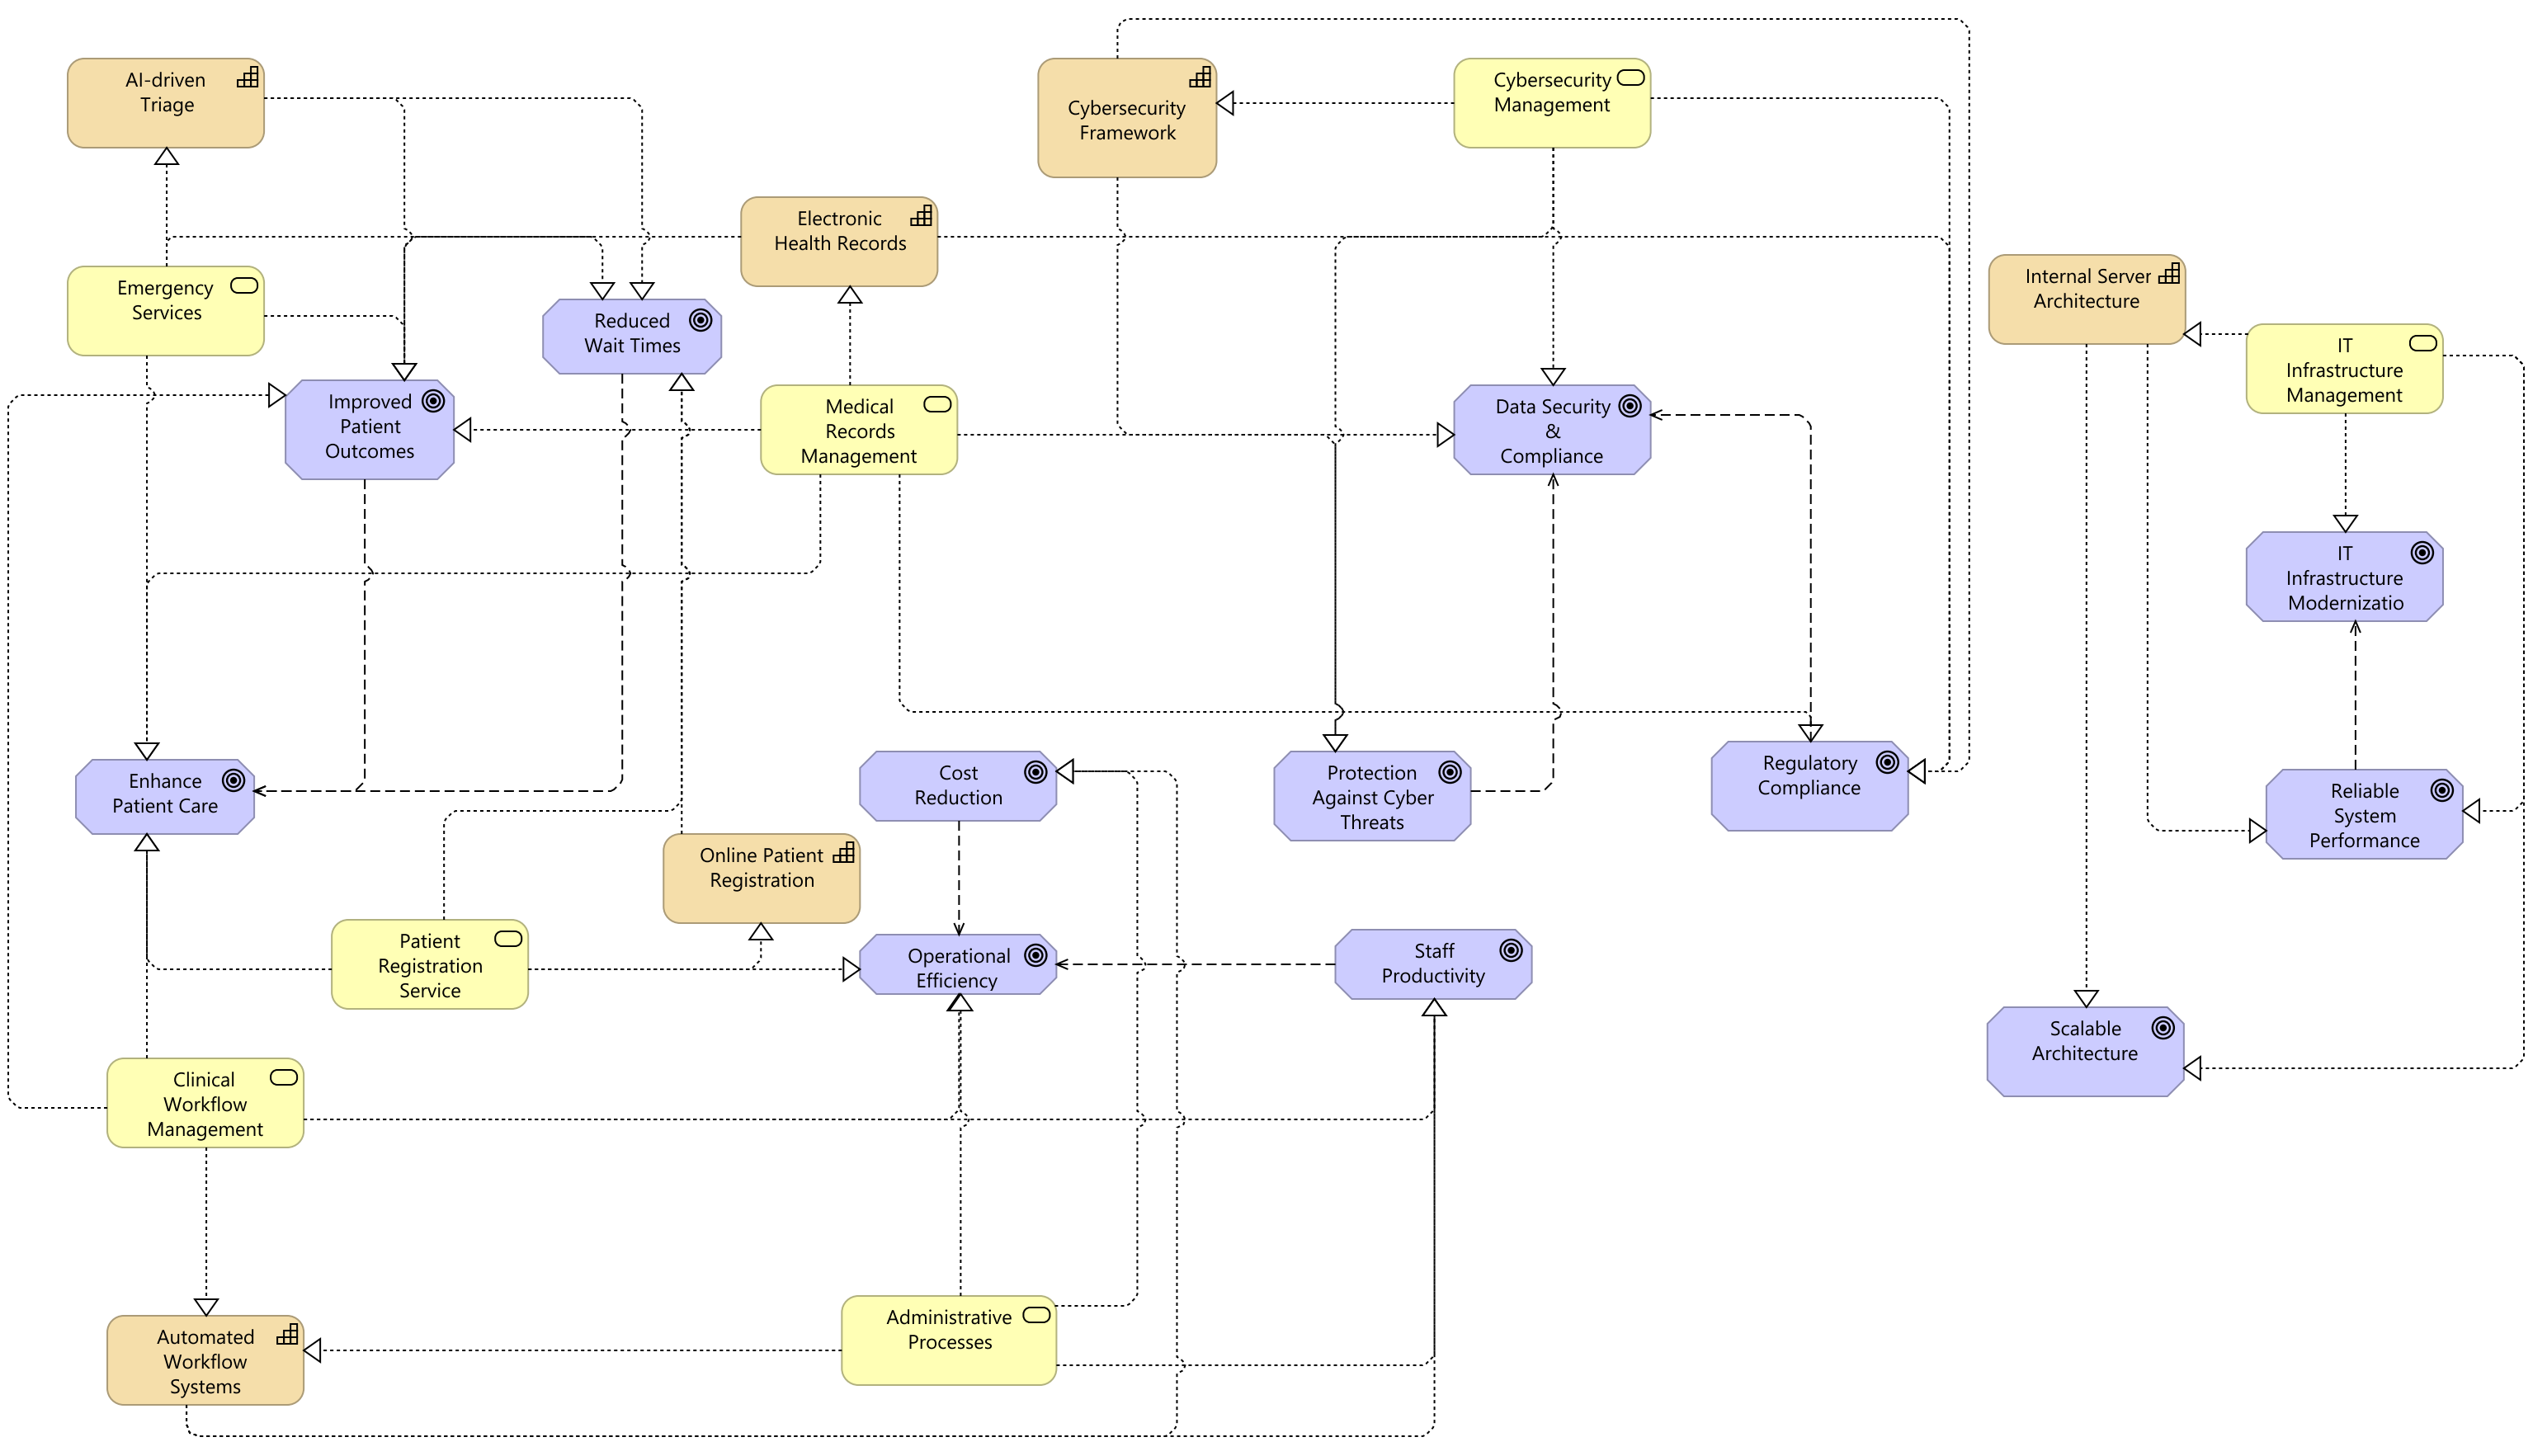 AI-driven
Triage
Cybersecurity
Framework
Cybersecurity
Management
Electronic
Health Records
Emergency
Services
Reduced
Wait Times
Internal Server
Architecture
IT
Infrastructure
Management
Improved
Patient
Outcomes
Medical
Records
Management
Data Security
&
Compliance
IT
Infrastructure
Modernizatio
Enhance
Patient Care
Cost
Reduction
Protection
Against Cyber
Threats
Regulatory
Compliance
Reliable
System
Performance
Online Patient
Registration
Patient
Registration
Service
Operational
Efficiency
Staff
Productivity
Scalable
Architecture
Clinical
Workflow
Management
Automated
Workflow
Systems
Administrative
Processes